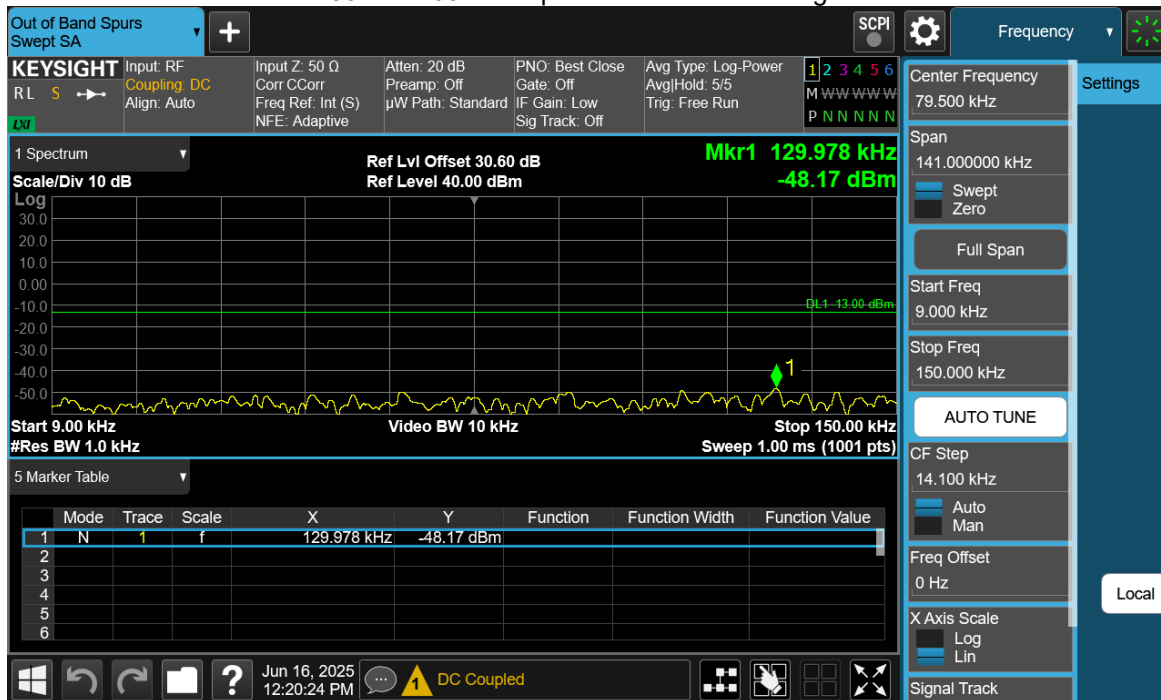 Out of Band Spurs
Swept SA
+
SCPI
Frequency
KEYSIGHT
RL S
LXI
Input: RF
Coupling: DC
Align: Auto
Input Z: 50 Ω
Corr CCorr
Freq Ref: Int (S)
NFE: Adaptive
Atten: 20 dB
Preamp: Off
µW Path: Standard
PNO: Best Close
Gate: Off
IF Gain: Low
Sig Track: Off
Avg Type: Log-Power
Avg|Hold: 5/5
Trig: Free Run
1 2 3 4 5 6
M W W W W W
P N N N N N
1 Spectrum
Scale/Div 10 dB
Ref Lvl Offset 30.60 dB
Ref Level 40.00 dBm
Mkr1 129.978 kHz
-48.17 dBm
Log
30.0
20.0
10.0
0.00
DL1 -13.00 dBm
-10.0
-20.0
-30.0
-40.0
1
-50.0
Start 9.00 kHz
Video BW 10 kHz
Stop 150.00 kHz
#Res BW 1.0 kHz
Sweep 1.00 ms (1001 pts)
5 Marker Table
Mode Trace Scale X Y Function Function Width Function Value
1 N 1 f 129.978 kHz -48.17 dBm
2
3
4
5
6
Center Frequency
79.500 kHz
Settings
Span
141.000000 kHz
Swept
Zero
Full Span
Start Freq
9.000 kHz
Stop Freq
150.000 kHz
AUTO TUNE
CF Step
14.100 kHz
Auto
Man
Freq Offset
0 Hz
Local
X Axis Scale
Log
Lin
Signal Track
?
Jun 16, 2025
12:20:24 PM
1
DC Coupled